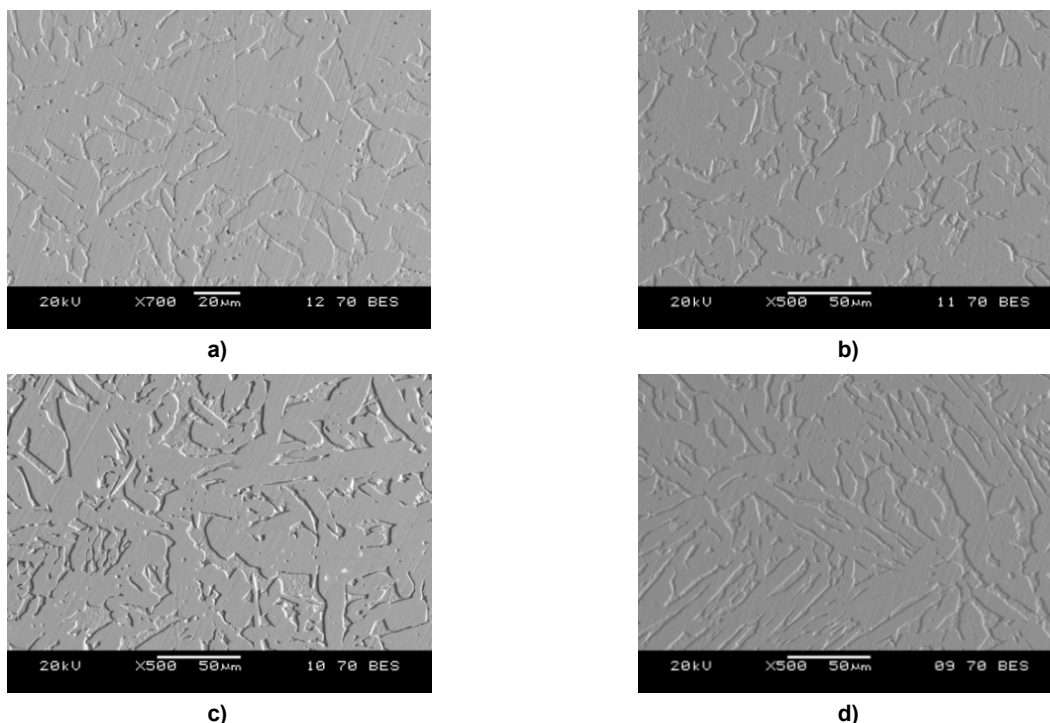 20kV X700 20µm 12 70 BES
20kV X500 50µm 11 70 BES
a)
b)
20kV X500 50µm 10 70 BES
20kV X500 50µm 09 70 BES
c)
d)